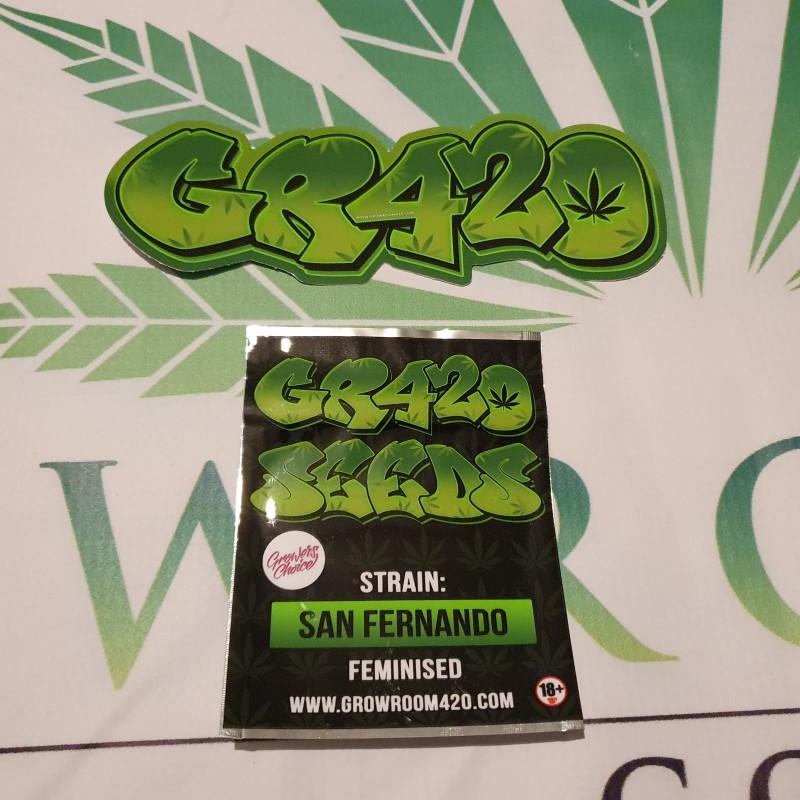 GR420
GR420
SEEDS
Growers
Choice
STRAIN:
SAN FERNANDO
FEMINISED
WWW.GROWROOM420.COM
18+
W R